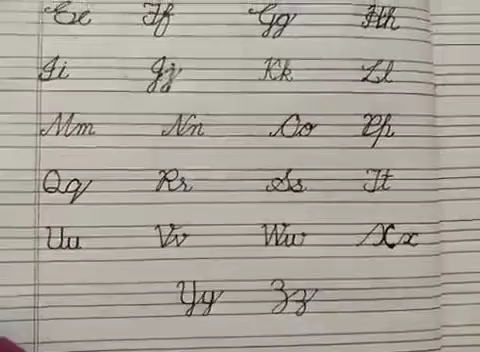 Ee Ff Gg Hh
Ii Jj Kk Ll
Mm Nn Oo Pp
Qq Rr Ss Tt
Uu Vv Ww Xx
Yy Zz